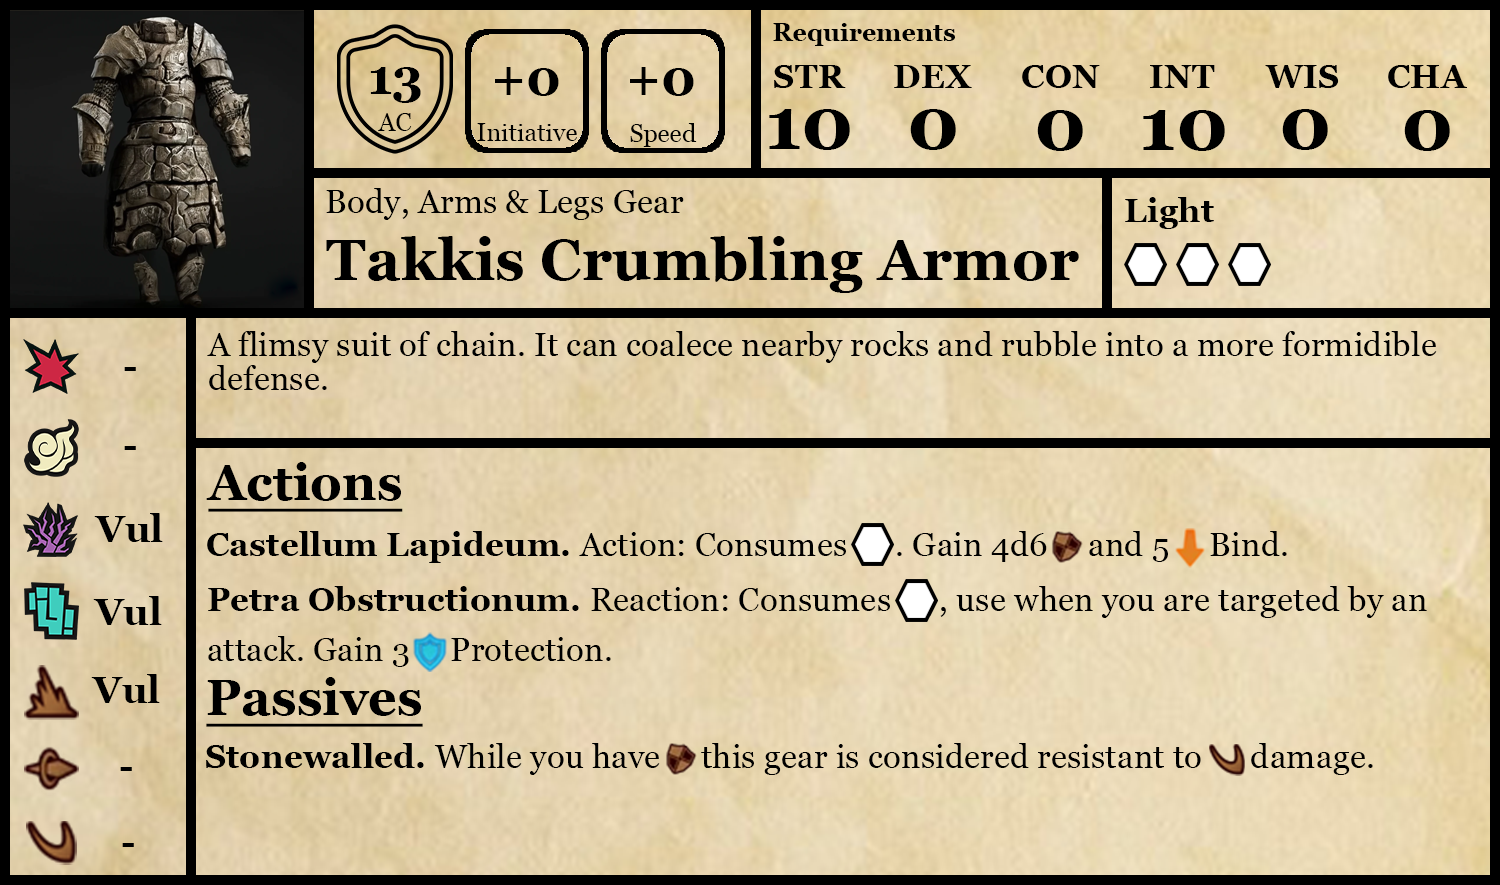 13
AC
+0
Initiative
+0
Speed
Requirements
STR DEX CON INT WIS CHA
10 0 0 10 0 0
Body, Arms & Legs Gear
Takkis Crumbling Armor
Light
-
-
Vul
Vul
Vul
-
-
A flimsy suit of chain. It can coalece nearby rocks and rubble into a more formidible
defense.
Actions
Castellum Lapideum. Action: Consumes . Gain 4d6 and 5 Bind.
Petra Obstructionum. Reaction: Consumes , use when you are targeted by an
attack. Gain 3 Protection.
Passives
Stonewalled. While you have this gear is considered resistant to damage.